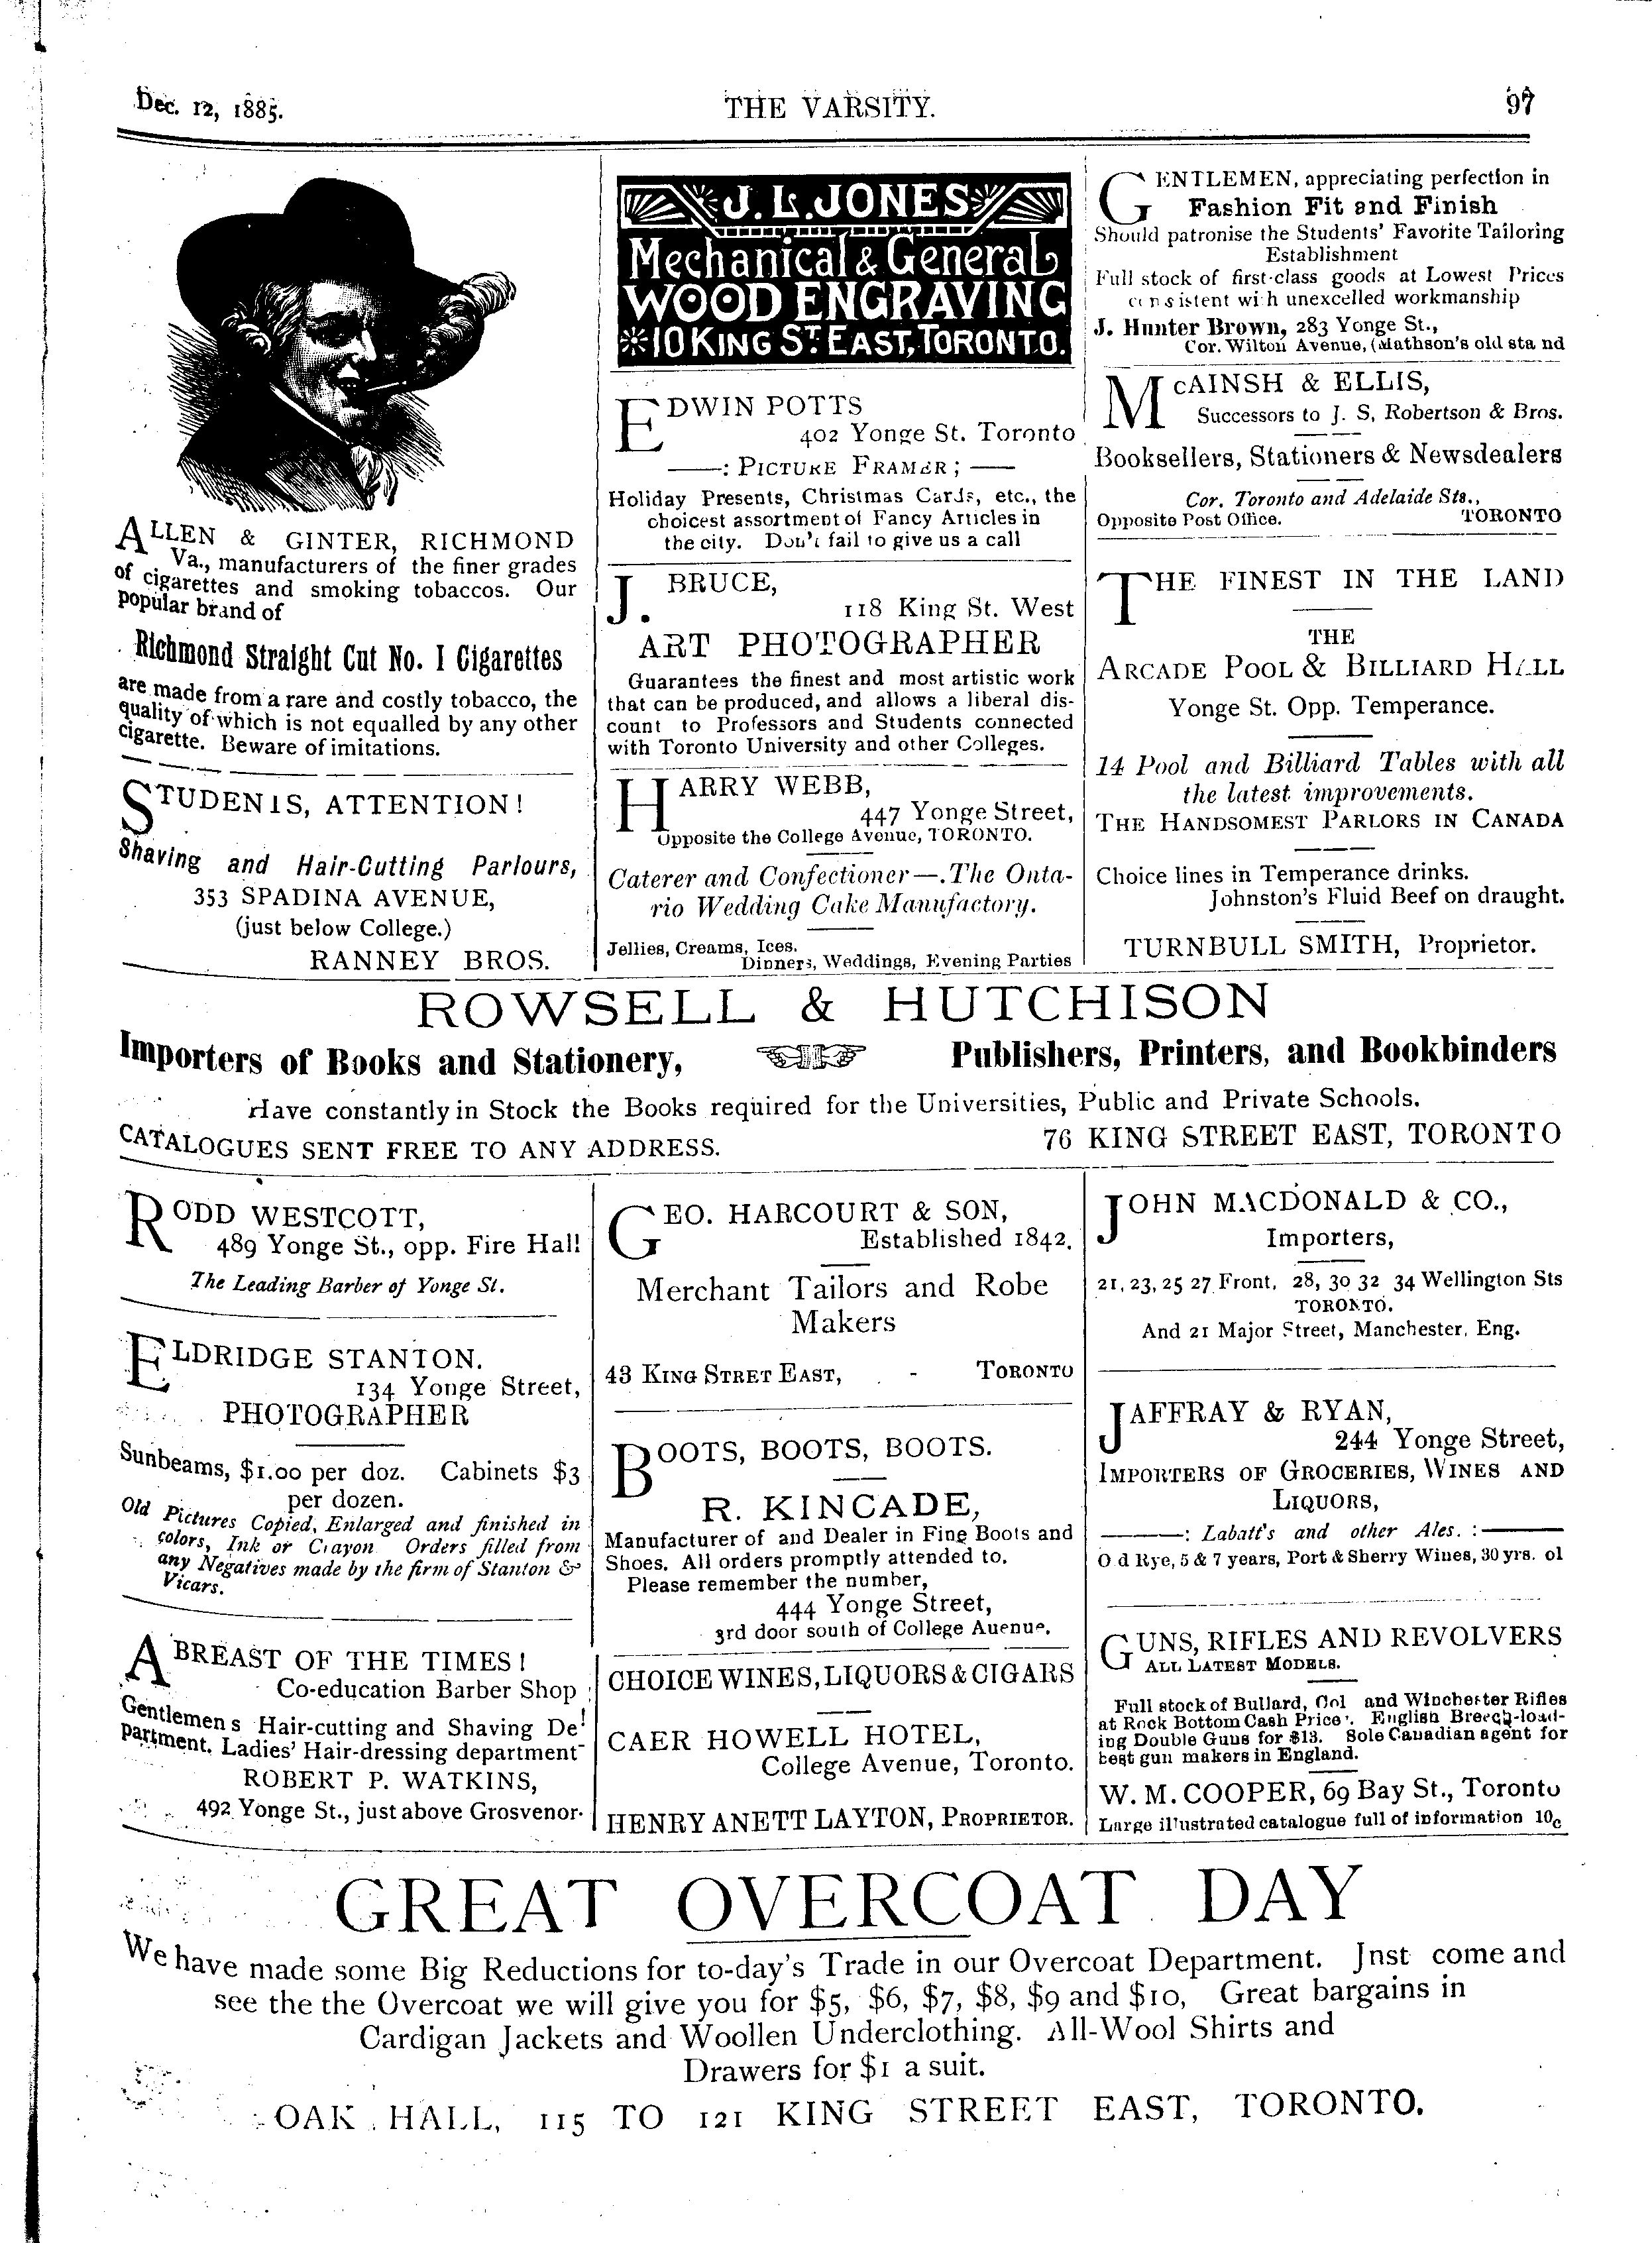 Dec. 12, 1885.
THE VARSITY.
97
ALLEN & GINTER, RICHMOND
Va., manufacturers of the finer grades
of cigarettes and smoking tobaccos. Our
popular brand of
Richmond Straight Cut No. 1 Cigarettes
are made from a rare and costly tobacco, the
quality of which is not equalled by any other
cigarette. Beware of imitations.
STUDENTS, ATTENTION!
Shaving and Hair-Cutting Parlours,
353 SPADINA AVENUE,
(just below College.)
RANNEY BROS.
J. L. JONES
Mechanical & General
WOOD ENGRAVING
10 KING ST. EAST, TORONTO.
EDWIN POTTS
402 Yonge St. Toronto
——: PICTURE FRAMER; ——
Holiday Presents, Christmas Cards, etc., the
choicest assortment of Fancy Articles in
the city. Don't fail to give us a call
J. BRUCE,
118 King St. West
ART PHOTOGRAPHER
Guarantees the finest and most artistic work
that can be produced, and allows a liberal dis-
count to Professors and Students connected
with Toronto University and other Colleges.
HARRY WEBB,
447 Yonge Street,
Opposite the College Avenue, TORONTO.
Caterer and Confectioner—.The Onta-
rio Wedding Cake Manufactory.
Jellies, Creams, Ices.
Dinners, Weddings, Evening Parties
GENTLEMEN, appreciating perfection in
Fashion Fit and Finish
Should patronise the Students' Favorite Tailoring
Establishment
Full stock of first-class goods at Lowest Prices
consistent wi h unexcelled workmanship
J. Hunter Brown, 283 Yonge St.,
Cor. Wilton Avenue, (Mathson's old sta nd
MCAINSH & ELLIS,
Successors to J. S, Robertson & Bros.
Booksellers, Stationers & Newsdealers
Cor. Toronto and Adelaide Sts.,
Opposite Post Office. TORONTO
THE FINEST IN THE LAND
THE
ARCADE POOL & BILLIARD HALL
Yonge St. Opp. Temperance.
14 Pool and Billiard Tables with all
the latest improvements.
THE HANDSOMEST PARLORS IN CANADA
Choice lines in Temperance drinks.
Johnston's Fluid Beef on draught.
TURNBULL SMITH, Proprietor.
ROWSELL & HUTCHISON
Importers of Books and Stationery, Publishers, Printers, and Bookbinders
Have constantly in Stock the Books required for the Universities, Public and Private Schools.
CATALOGUES SENT FREE TO ANY ADDRESS. 76 KING STREET EAST, TORONTO
RODD WESTCOTT,
489 Yonge St., opp. Fire Hall
The Leading Barber of Yonge St.
ELDRIDGE STANTON.
134 Yonge Street,
PHOTOGRAPHER
Sunbeams, $1.00 per doz. Cabinets $3
per dozen.
Old Pictures Copied, Enlarged and finished in
colors, Ink or Crayon Orders filled from
any Negatives made by the firm of Stanton &
Vicars.
ABREAST OF THE TIMES!
Co-education Barber Shop
Gentlemens Hair-cutting and Shaving De
partment. Ladies' Hair-dressing department
ROBERT P. WATKINS,
492 Yonge St., just above Grosvenor.
GEO. HARCOURT & SON,
Established 1842.
Merchant Tailors and Robe
Makers
43 KING STRET EAST, - TORONTO
BOOTS, BOOTS, BOOTS.
R. KINCADE,
Manufacturer of and Dealer in Fine Boots and
Shoes. All orders promptly attended to.
Please remember the number,
444 Yonge Street,
3rd door south of College Auenue.
CHOICE WINES, LIQUORS & CIGARS
CAER HOWELL HOTEL,
College Avenue, Toronto.
HENRY ANETT LAYTON, PROPRIETOR.
JOHN MACDONALD & CO.,
Importers,
21, 23, 25 27 Front, 28, 30 32 34 Wellington Sts
TORONTO.
And 21 Major Street, Manchester, Eng.
JAFFRAY & RYAN,
244 Yonge Street,
IMPORTERS OF GROCERIES, WINES AND
LIQUORS,
———: Labatt's and other Ales. :———
O d Rye, 5 & 7 years, Port & Sherry Wines, 30 yrs. ol
GUNS, RIFLES AND REVOLVERS
ALL LATEST MODELS.
Full stock of Bullard, Col and Winchester Rifles
at Rock Bottom Cash Price. English Breech-load-
ing Double Guns for $13. Sole Canadian agent for
best gun makers in England.
W. M. COOPER, 69 Bay St., Toronto
Large illustrated catalogue full of information 10c
GREAT OVERCOAT DAY
We have made some Big Reductions for to-day's Trade in our Overcoat Department. Jnst come and
see the the Overcoat we will give you for $5, $6, $7, $8, $9 and $10, Great bargains in
Cardigan Jackets and Woollen Underclothing. All-Wool Shirts and
Drawers for $1 a suit.
OAK HALL, 115 TO 121 KING STREET EAST, TORONTO.